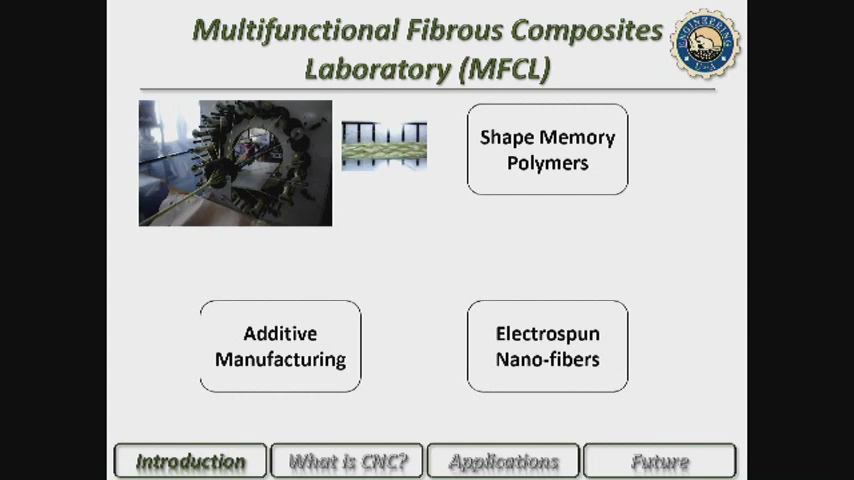 Multifunctional Fibrous Composites
Laboratory (MFCL)
ENGINEERING
Shape Memory
Polymers
Additive
Manufacturing
Electrospun
Nano-fibers
Introduction
What is CNC?
Applications
Future